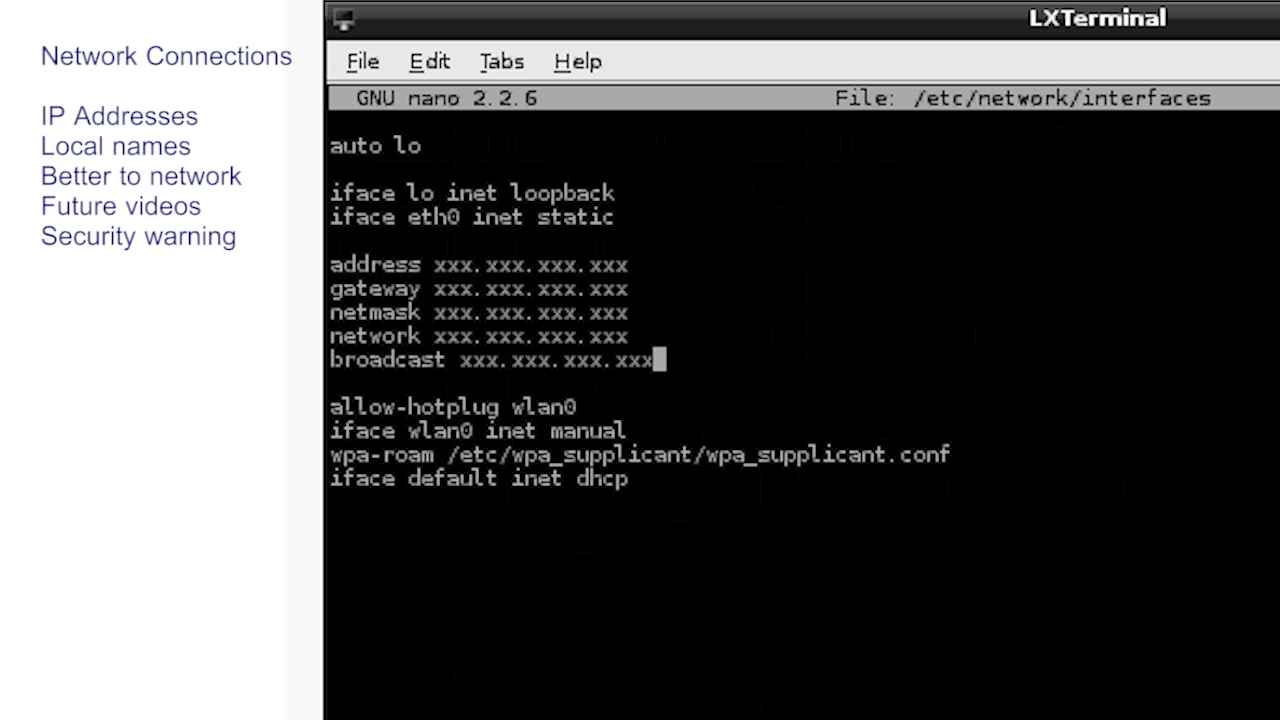 Network Connections
IP Addresses
Local names
Better to network
Future videos
Security warning
LXTerminal
File Edit Tabs Help
GNU nano 2.2.6 File: /etc/network/interfaces
auto lo
iface lo inet loopback
iface eth0 inet static
address xxx.xxx.xxx.xxx
gateway xxx.xxx.xxx.xxx
netmask xxx.xxx.xxx.xxx
network xxx.xxx.xxx.xxx
broadcast xxx.xxx.xxx.xxx
allow-hotplug wlan0
iface wlan0 inet manual
wpa-roam /etc/wpa_supplicant/wpa_supplicant.conf
iface default inet dhcp